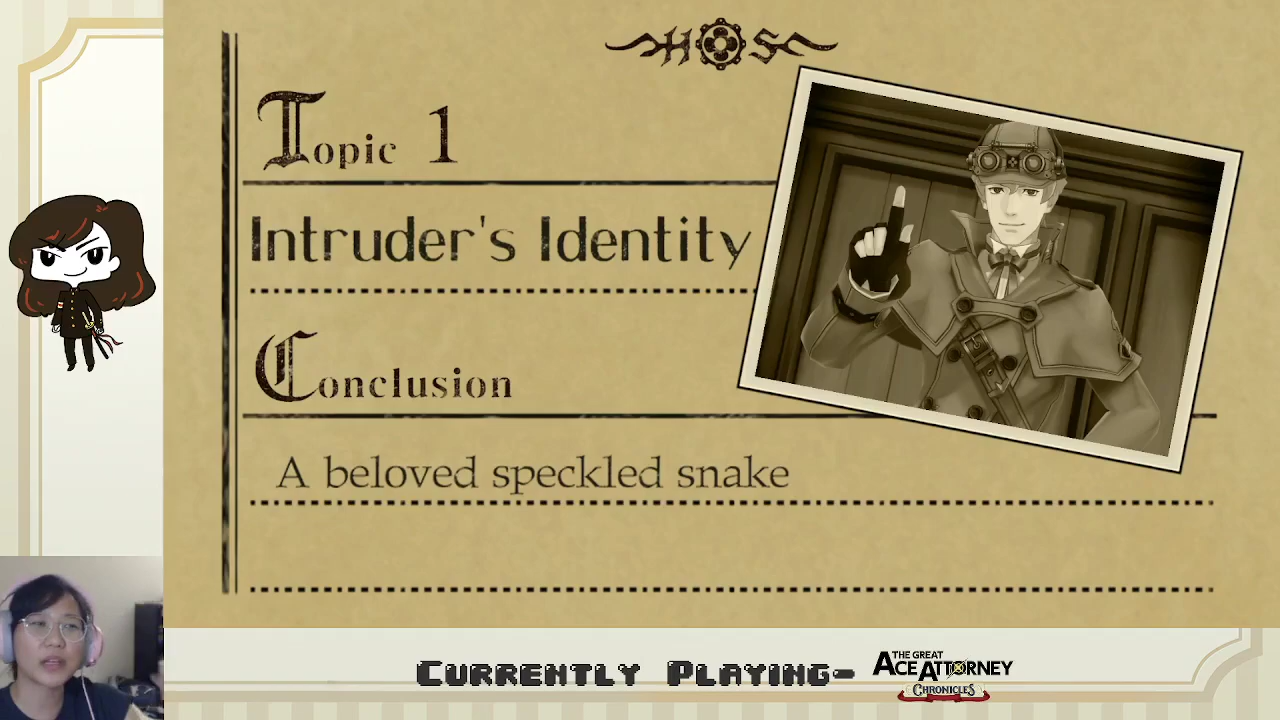 H S
Topic 1
Intruder's Identity
Conclusion
A beloved speckled snake
Currently Playing-
THE GREAT
ACE ATTORNEY
CHRONICLES